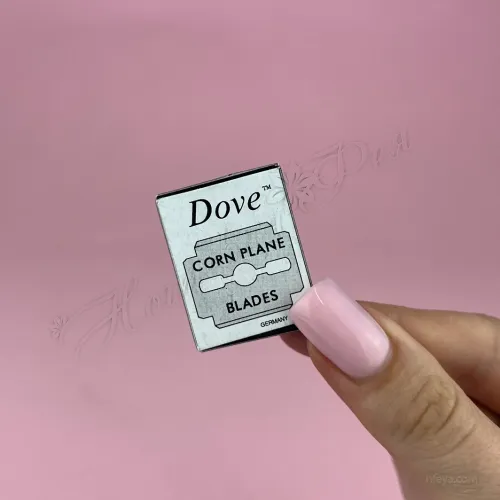 Dove™
CORN PLANE
BLADES
GERMANY